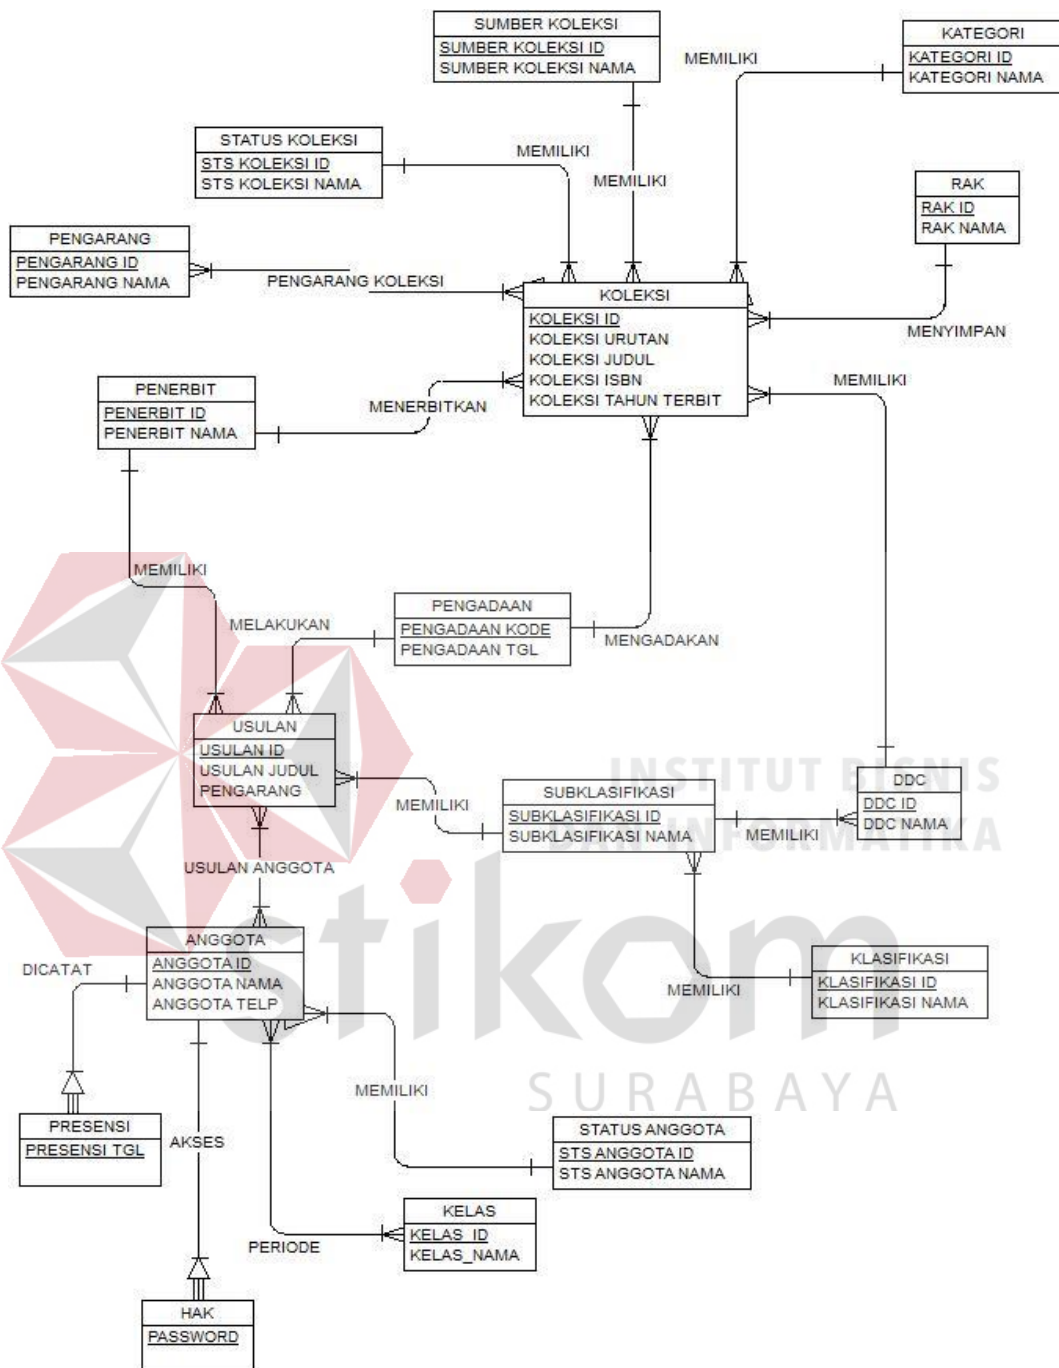 SUMBER KOLEKSI
SUMBER KOLEKSI ID
SUMBER KOLEKSI NAMA
KATEGORI
KATEGORI ID
KATEGORI NAMA
MEMILIKI
STATUS KOLEKSI
STS KOLEKSI ID
STS KOLEKSI NAMA
MEMILIKI
MEMILIKI
RAK
RAK ID
RAK NAMA
PENGARANG
PENGARANG ID
PENGARANG NAMA
PENGARANG KOLEKSI
KOLEKSI
KOLEKSI ID
KOLEKSI URUTAN
KOLEKSI JUDUL
KOLEKSI ISBN
KOLEKSI TAHUN TERBIT
MENYIMPAN
PENERBIT
PENERBIT ID
PENERBIT NAMA
MENERBITKAN
MEMILIKI
MEMILIKI
MELAKUKAN
PENGADAAN
PENGADAAN KODE
PENGADAAN TGL
MENGADAKAN
USULAN
USULAN ID
USULAN JUDUL
PENGARANG
MEMILIKI
SUBKLASIFIKASI
SUBKLASIFIKASI ID
SUBKLASIFIKASI NAMA
MEMILIKI
DDC
DDC ID
DDC NAMA
INSTITUT BISNIS
DAN INFORMATIKA
USULAN ANGGOTA
stikom
SURABAYA
DICATAT
ANGGOTA
ANGGOTA ID
ANGGOTA NAMA
ANGGOTA TELP
MEMILIKI
KLASIFIKASI
KLASIFIKASI ID
KLASIFIKASI NAMA
MEMILIKI
PRESENSI
PRESENSI TGL
AKSES
STATUS ANGGOTA
STS ANGGOTA ID
STS ANGGOTA NAMA
PERIODE
KELAS
KELAS_ID
KELAS_NAMA
HAK
PASSWORD